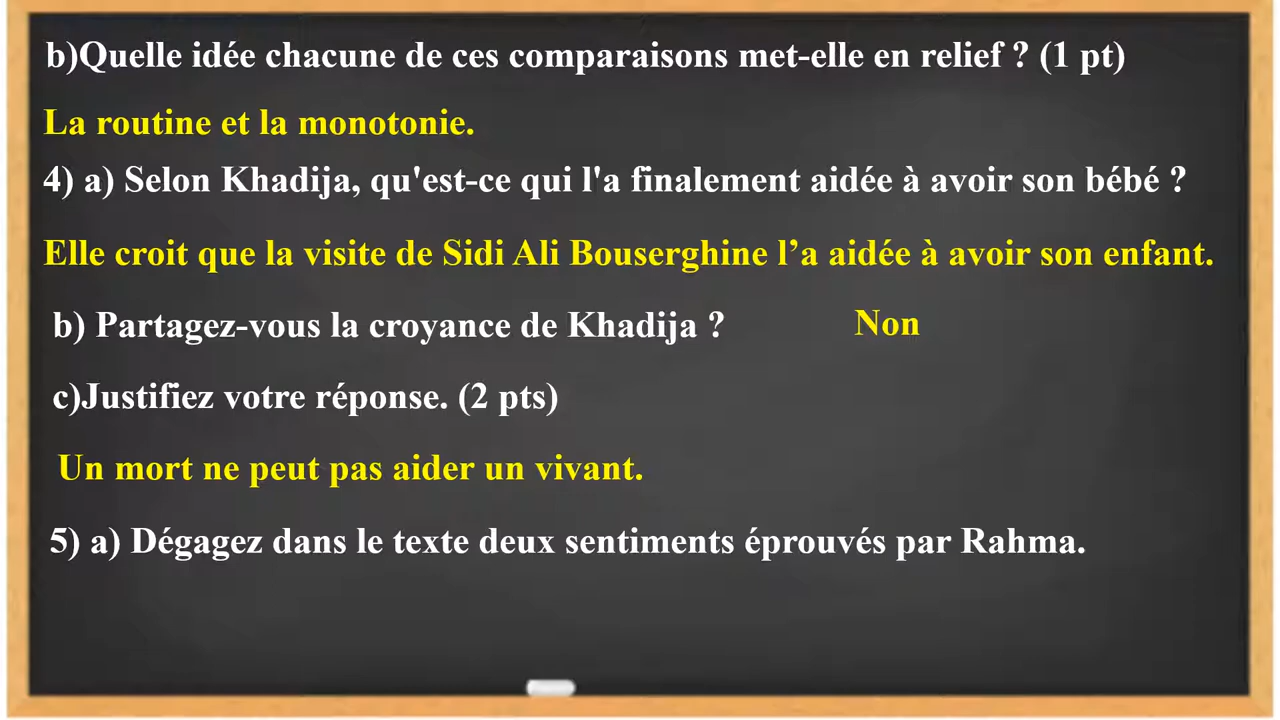 b)Quelle idée chacune de ces comparaisons met-elle en relief ? (1 pt)
La routine et la monotonie.
4) a) Selon Khadija, qu'est-ce qui l'a finalement aidée à avoir son bébé ?
Elle croit que la visite de Sidi Ali Bouserghine l’a aidée à avoir son enfant.
b) Partagez-vous la croyance de Khadija ? Non
c)Justifiez votre réponse. (2 pts)
Un mort ne peut pas aider un vivant.
5) a) Dégagez dans le texte deux sentiments éprouvés par Rahma.